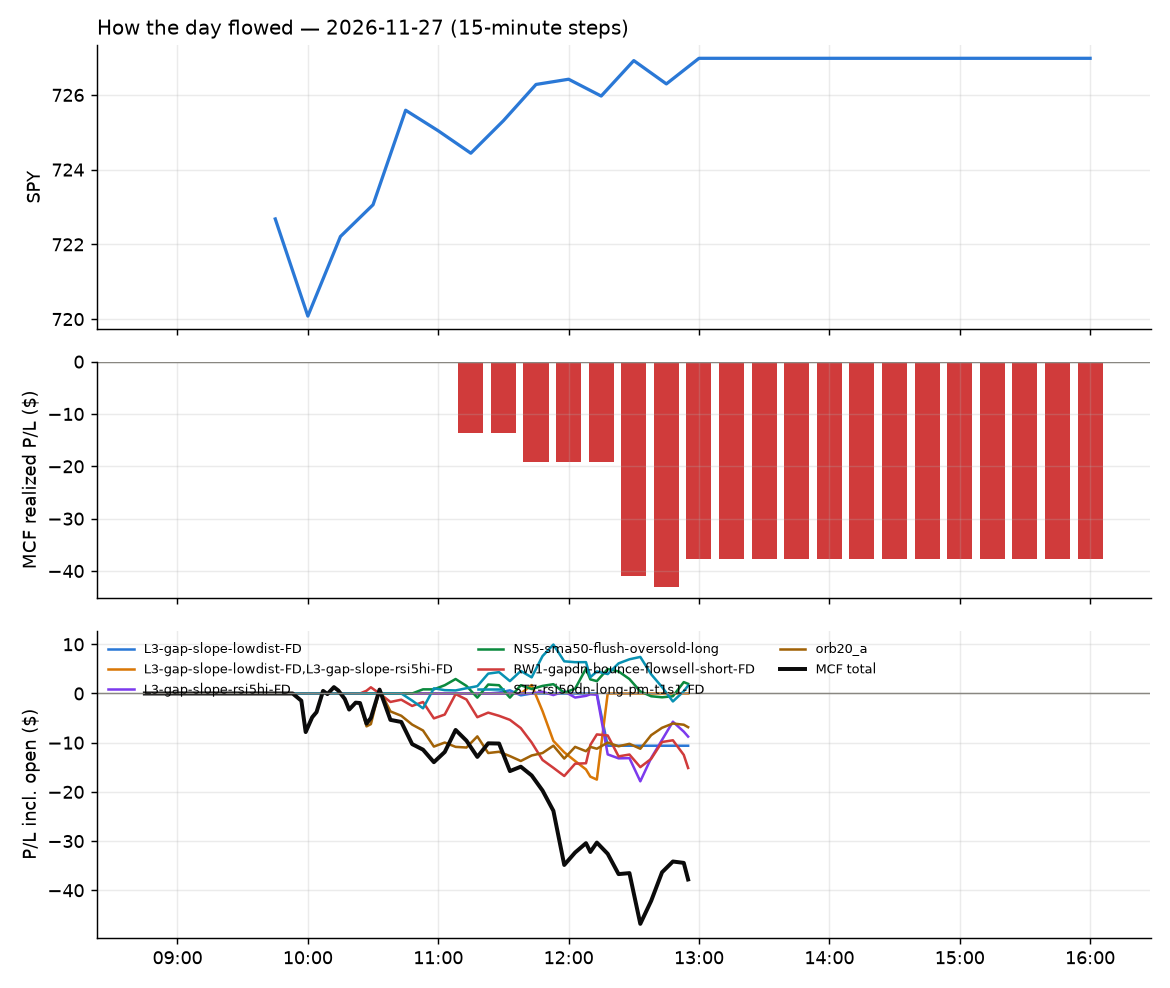 How the day flowed — 2026-11-27 (15-minute steps)
SPY
726
724
722
720
MCF realized P/L ($)
0
−10
−20
−30
−40
P/L incl. open ($)
10
0
−10
−20
−30
−40
L3-gap-slope-lowdist-FD
L3-gap-slope-lowdist-FD,L3-gap-slope-rsi5hi-FD
L3-gap-slope-rsi5hi-FD
NS5-sma50-flush-oversold-long
RW1-gapdn-bounce-flowsell-short-FD
S17-rsi50dn-long-pm-t1s1-FD
orb20_a
MCF total
09:00 10:00 11:00 12:00 13:00 14:00 15:00 16:00